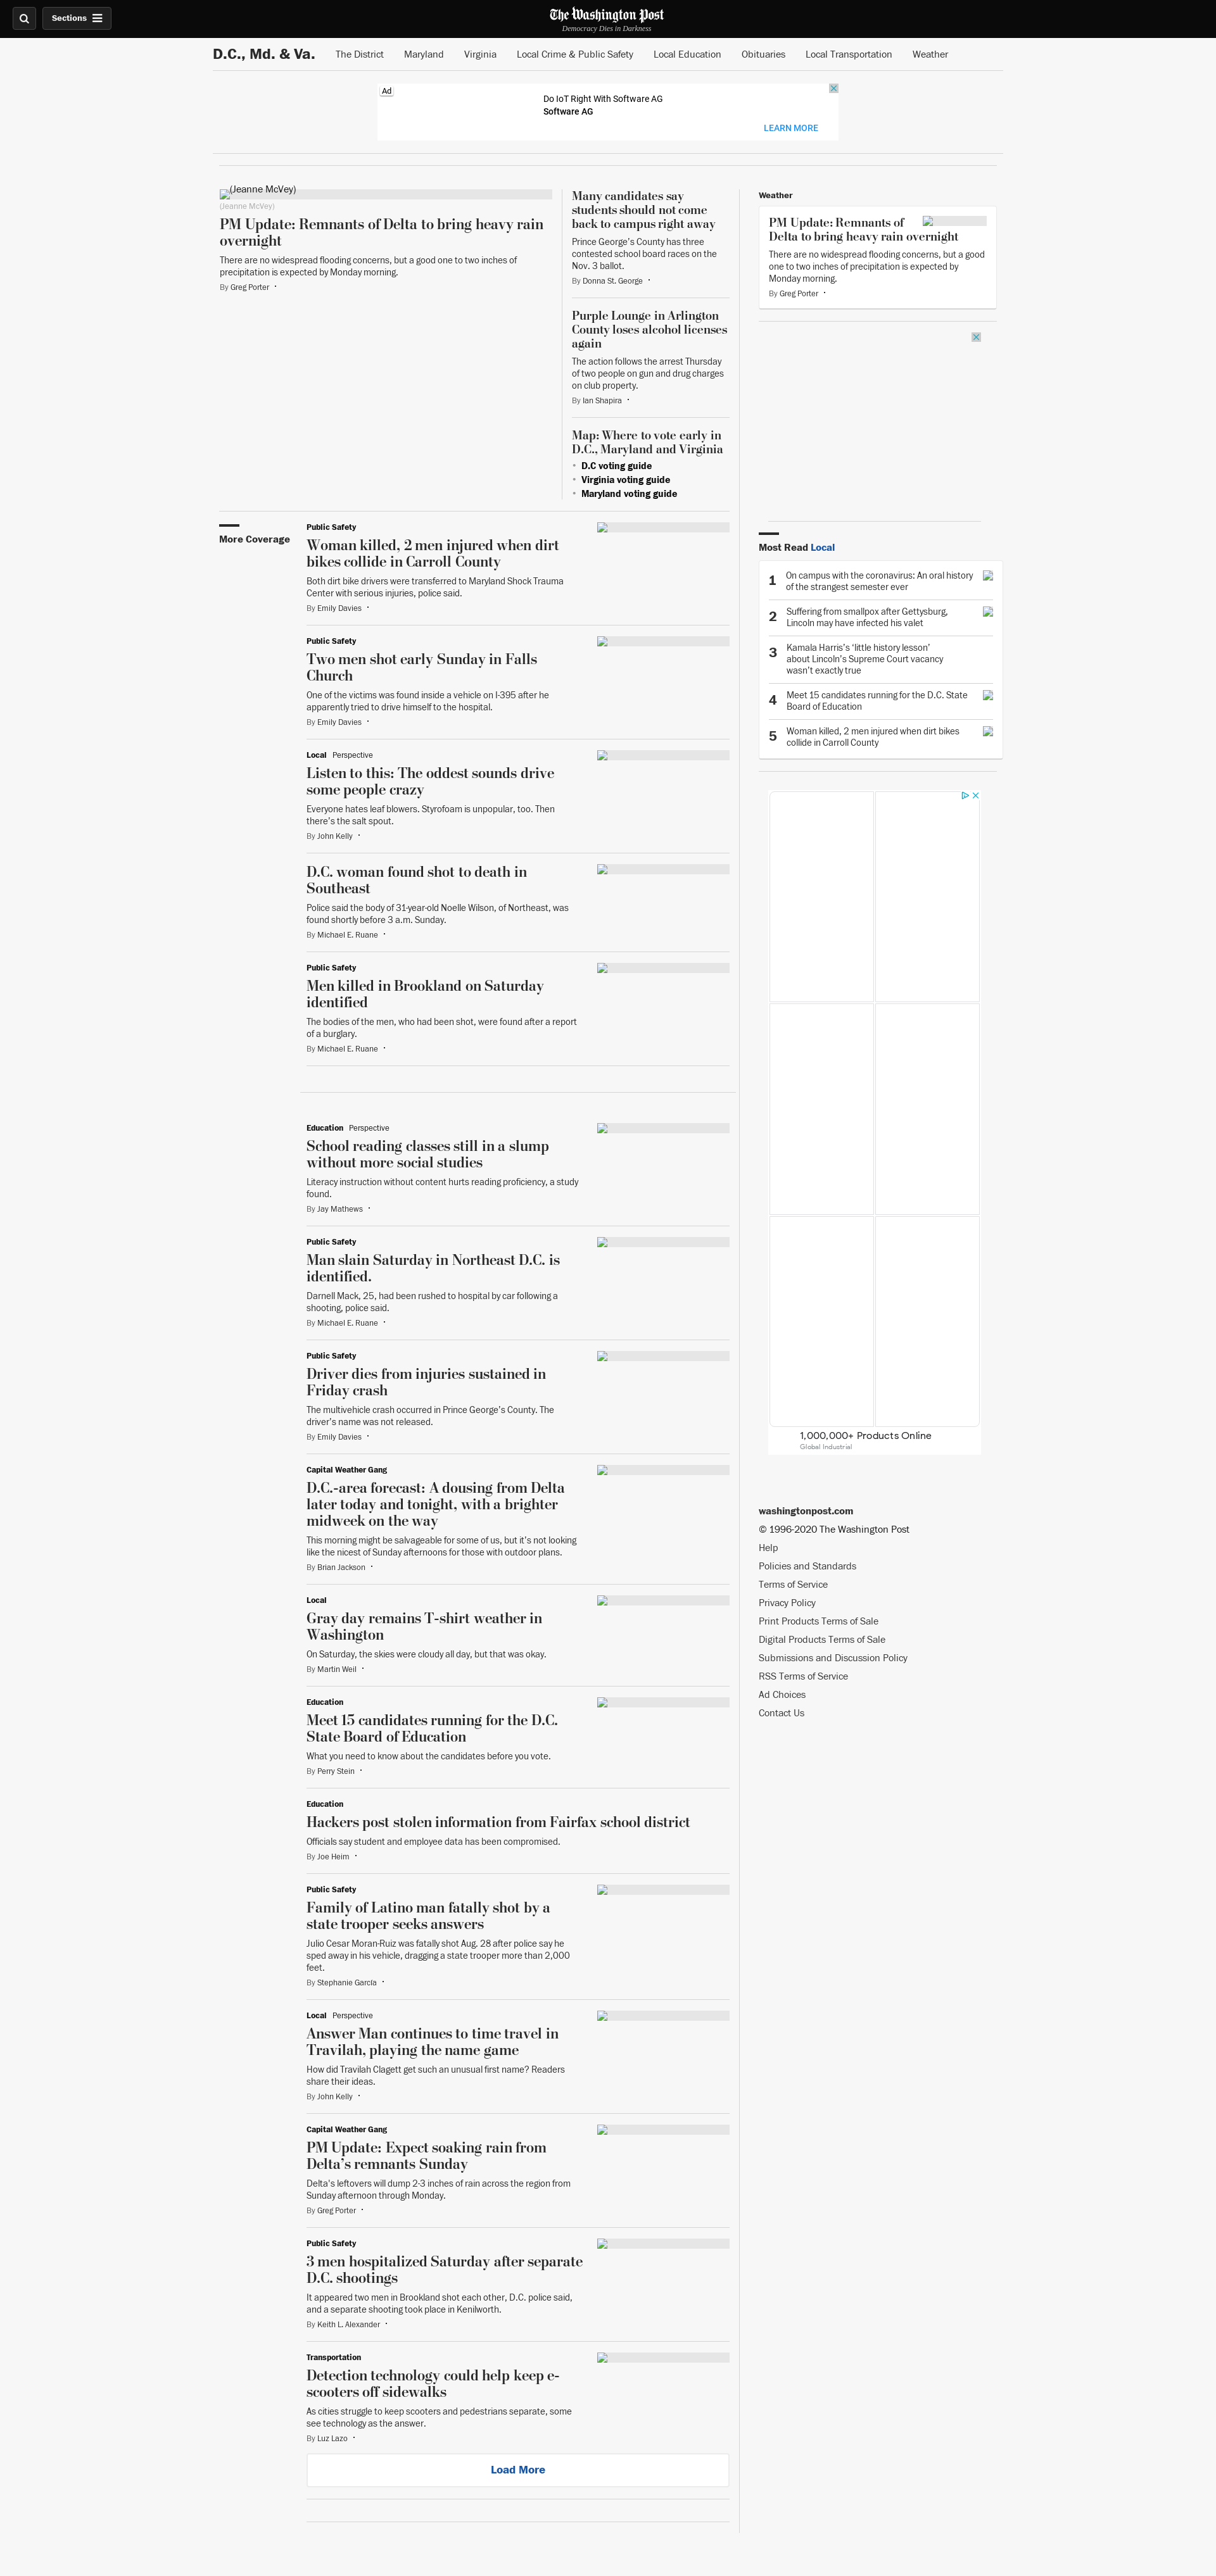 Sections
The Washington Post
Democracy Dies in Darkness
D.C., Md. & Va.
The District
Maryland
Virginia
Local Crime & Public Safety
Local Education
Obituaries
Local Transportation
Weather
Ad
Do IoT Right With Software AG
Software AG
LEARN MORE
(Jeanne McVey)
(Jeanne McVey)
PM Update: Remnants of Delta to bring heavy rain
overnight
There are no widespread flooding concerns, but a good one to two inches of
precipitation is expected by Monday morning.
By Greg Porter •
Many candidates say
students should not come
back to campus right away
Prince George’s County has three
contested school board races on the
Nov. 3 ballot.
By Donna St. George •
Purple Lounge in Arlington
County loses alcohol licenses
again
The action follows the arrest Thursday
of two people on gun and drug charges
on club property.
By Ian Shapira •
Map: Where to vote early in
D.C., Maryland and Virginia
• D.C voting guide
• Virginia voting guide
• Maryland voting guide
More Coverage
Public Safety
Woman killed, 2 men injured when dirt
bikes collide in Carroll County
Both dirt bike drivers were transferred to Maryland Shock Trauma
Center with serious injuries, police said.
By Emily Davies •
Public Safety
Two men shot early Sunday in Falls
Church
One of the victims was found inside a vehicle on I-395 after he
apparently tried to drive himself to the hospital.
By Emily Davies •
Local Perspective
Listen to this: The oddest sounds drive
some people crazy
Everyone hates leaf blowers. Styrofoam is unpopular, too. Then
there’s the salt spout.
By John Kelly •
D.C. woman found shot to death in
Southeast
Police said the body of 31-year-old Noelle Wilson, of Northeast, was
found shortly before 3 a.m. Sunday.
By Michael E. Ruane •
Public Safety
Men killed in Brookland on Saturday
identified
The bodies of the men, who had been shot, were found after a report
of a burglary.
By Michael E. Ruane •
Education Perspective
School reading classes still in a slump
without more social studies
Literacy instruction without content hurts reading proficiency, a study
found.
By Jay Mathews •
Public Safety
Man slain Saturday in Northeast D.C. is
identified.
Darnell Mack, 25, had been rushed to hospital by car following a
shooting, police said.
By Michael E. Ruane •
Public Safety
Driver dies from injuries sustained in
Friday crash
The multivehicle crash occurred in Prince George’s County. The
driver’s name was not released.
By Emily Davies •
Capital Weather Gang
D.C.-area forecast: A dousing from Delta
later today and tonight, with a brighter
midweek on the way
This morning might be salvageable for some of us, but it’s not looking
like the nicest of Sunday afternoons for those with outdoor plans.
By Brian Jackson •
Local
Gray day remains T-shirt weather in
Washington
On Saturday, the skies were cloudy all day, but that was okay.
By Martin Weil •
Education
Meet 15 candidates running for the D.C.
State Board of Education
What you need to know about the candidates before you vote.
By Perry Stein •
Education
Hackers post stolen information from Fairfax school district
Officials say student and employee data has been compromised.
By Joe Heim •
Public Safety
Family of Latino man fatally shot by a
state trooper seeks answers
Julio Cesar Moran-Ruiz was fatally shot Aug. 28 after police say he
sped away in his vehicle, dragging a state trooper more than 2,000
feet.
By Stephanie García •
Local Perspective
Answer Man continues to time travel in
Travilah, playing the name game
How did Travilah Clagett get such an unusual first name? Readers
share their ideas.
By John Kelly •
Capital Weather Gang
PM Update: Expect soaking rain from
Delta’s remnants Sunday
Delta’s leftovers will dump 2-3 inches of rain across the region from
Sunday afternoon through Monday.
By Greg Porter •
Public Safety
3 men hospitalized Saturday after separate
D.C. shootings
It appeared two men in Brookland shot each other, D.C. police said,
and a separate shooting took place in Kenilworth.
By Keith L. Alexander •
Transportation
Detection technology could help keep e-
scooters off sidewalks
As cities struggle to keep scooters and pedestrians separate, some
see technology as the answer.
By Luz Lazo •
Load More
Weather
PM Update: Remnants of
Delta to bring heavy rain overnight
There are no widespread flooding concerns, but a good
one to two inches of precipitation is expected by
Monday morning.
By Greg Porter •
Most Read Local
1 On campus with the coronavirus: An oral history
of the strangest semester ever
2 Suffering from smallpox after Gettysburg,
Lincoln may have infected his valet
3 Kamala Harris’s ‘little history lesson’
about Lincoln’s Supreme Court vacancy
wasn’t exactly true
4 Meet 15 candidates running for the D.C. State
Board of Education
5 Woman killed, 2 men injured when dirt bikes
collide in Carroll County
1,000,000+ Products Online
Global Industrial
washingtonpost.com
© 1996-2020 The Washington Post
Help
Policies and Standards
Terms of Service
Privacy Policy
Print Products Terms of Sale
Digital Products Terms of Sale
Submissions and Discussion Policy
RSS Terms of Service
Ad Choices
Contact Us